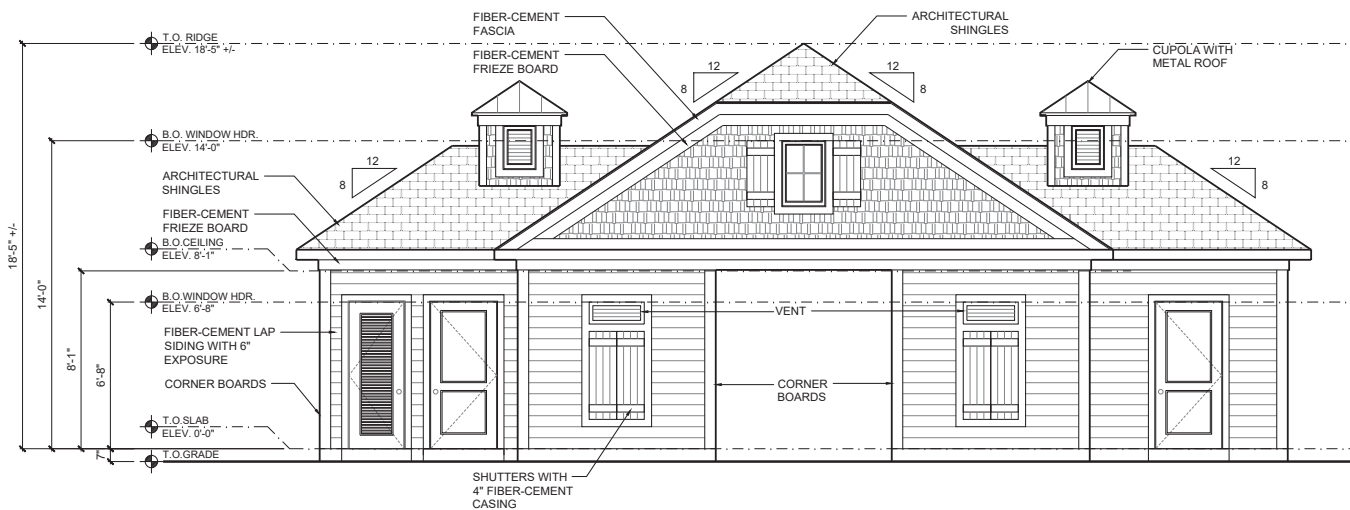 FIBER-CEMENT
FASCIA
ARCHITECTURAL
SHINGLES
T.O. RIDGE
ELEV. 18'-5" +/-
FIBER-CEMENT
FRIEZE BOARD
CUPOLA WITH
METAL ROOF
12
8
12
8
B.O. WINDOW HDR.
ELEV. 14'-0"
12
8
12
8
ARCHITECTURAL
SHINGLES
FIBER-CEMENT
FRIEZE BOARD
B.O.CEILING
ELEV. 8'-1"
18'-5" +/-
14'-0"
8'-1"
6'-8"
7"
B.O.WINDOW HDR.
ELEV. 6'-8"
VENT
FIBER-CEMENT LAP
SIDING WITH 6"
EXPOSURE
CORNER BOARDS
CORNER
BOARDS
T.O.SLAB
ELEV. 0'-0"
T.O.GRADE
SHUTTERS WITH
4" FIBER-CEMENT
CASING